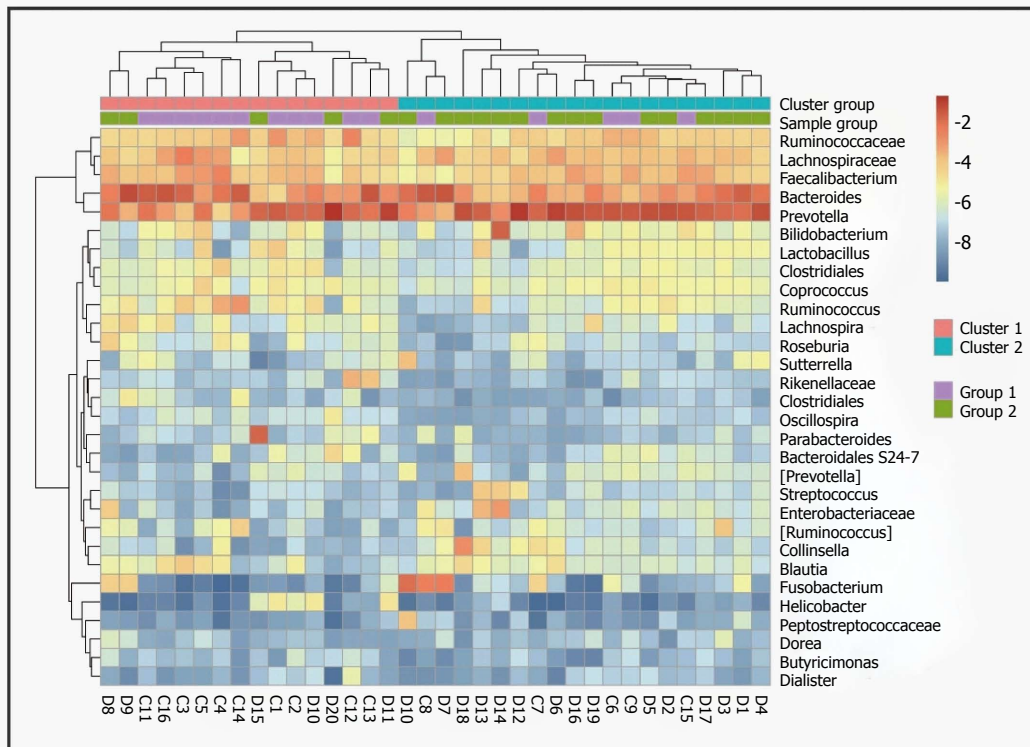 Cluster group
Sample group
Ruminococcaceae
Lachnospiraceae
Faecalibacterium
Bacteroides
Prevotella
Bilidobacterium
Lactobacillus
Clostridiales
Coprococcus
Ruminococcus
Lachnospira
Roseburia
Sutterrella
Rikenellaceae
Clostridiales
Oscillospira
Parabacteroides
Bacteroidales S24-7
[Prevotella]
Streptococcus
Enterobacteriaceae
[Ruminococcus]
Collinsella
Blautia
Fusobacterium
Helicobacter
Peptostreptococcaceae
Dorea
Butyricimonas
Dialister
-2
-4
-6
-8
Cluster 1
Cluster 2
Group 1
Group 2
D8 D9 C11 C16 C3 C5 C4 C14 D15 C1 C2 D10 D20 C12 C13 D11 D10 C8 D7 D18 D13 D14 D12 C7 D6 D16 D19 C6 C9 D5 D2 C15 D17 D3 D1 D4